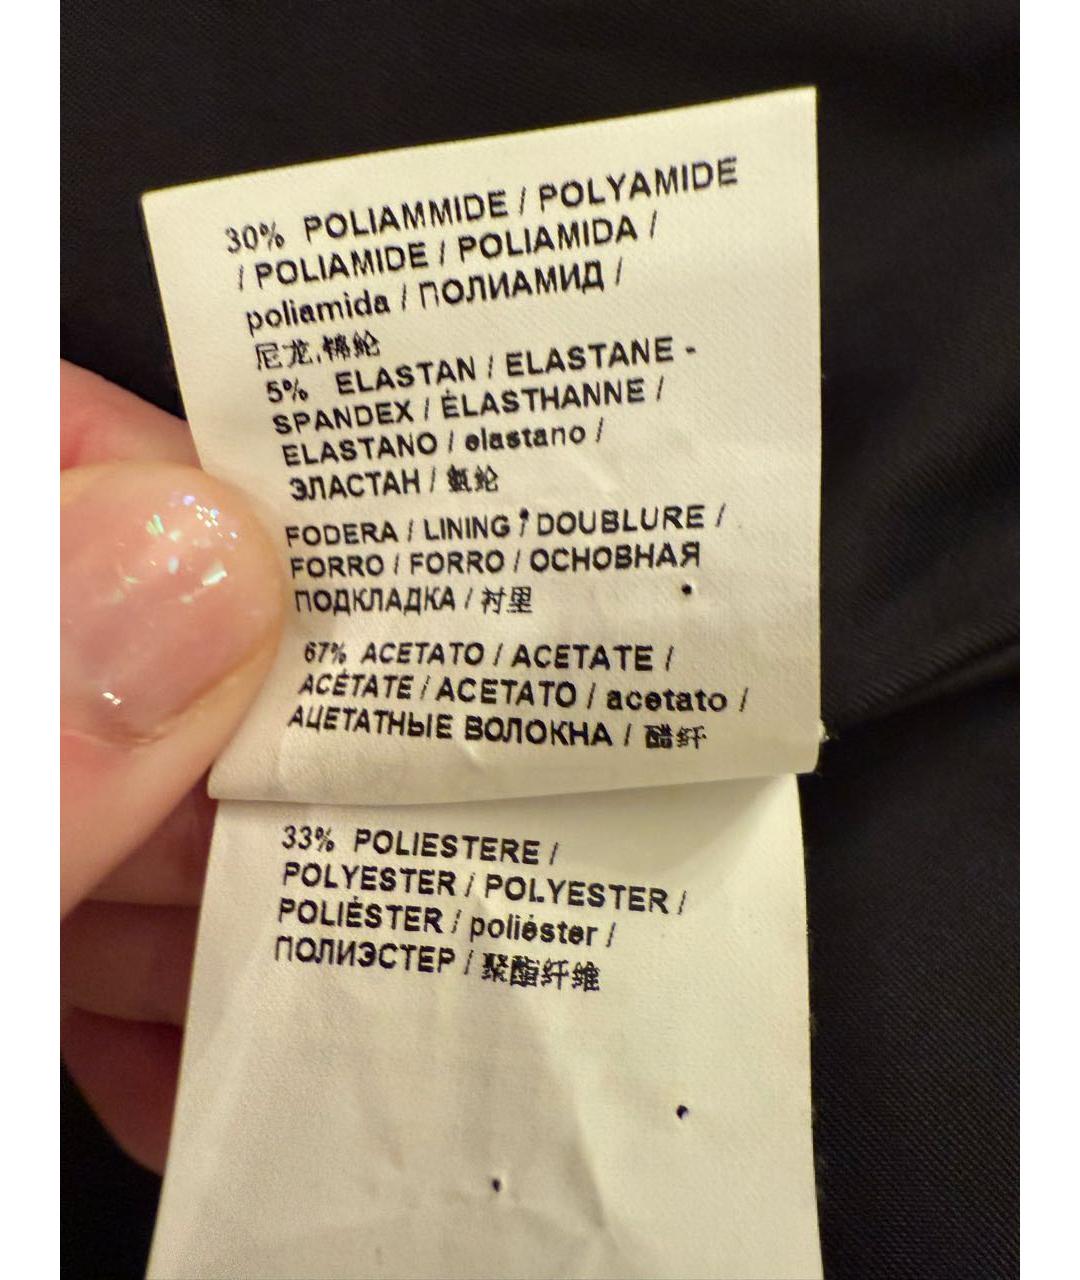 30% POLIAMMIDE / POLYAMIDE
/ POLIAMIDE / POLIAMIDA /
poliamida / ПОЛИАМИД /
尼龙,锦纶
5% ELASTAN / ELASTANE -
SPANDEX / ÉLASTHANNE /
ELASTANO / elastano /
ЭЛАСТАН / 氨纶
FODERA / LINING / DOUBLURE /
FORRO / FORRO / ОСНОВНАЯ
ПОДКЛАДКА / 衬里
67% ACETATO / ACETATE /
ACÉTATE / ACETATO / acetato /
АЦЕТАТНЫЕ ВОЛОКНА / 醋纤
33% POLIESTERE /
POLYESTER / POLYESTER /
POLIÉSTER / poliéster /
ПОЛИЭСТЕР / 聚酯纤维